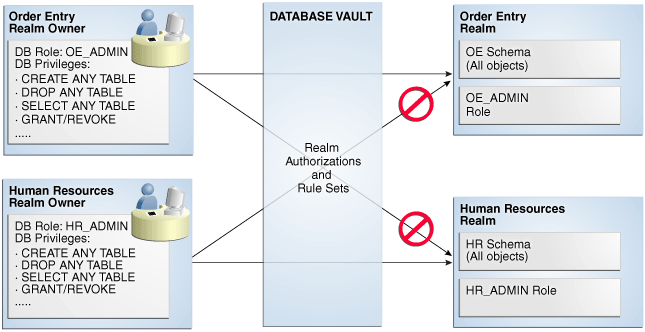 Order Entry
Realm Owner
DB Role: OE_ADMIN
DB Privileges:
· CREATE ANY TABLE
· DROP ANY TABLE
· SELECT ANY TABLE
· GRANT/REVOKE
.....
Human Resources
Realm Owner
DB Role: HR_ADMIN
DB Privileges:
· CREATE ANY TABLE
· DROP ANY TABLE
· SELECT ANY TABLE
· GRANT/REVOKE
.....
DATABASE VAULT
Realm
Authorizations
and
Rule Sets
Order Entry
Realm
OE Schema
(All objects)
OE_ADMIN
Role
Human Resources
Realm
HR Schema
(All objects)
HR_ADMIN Role